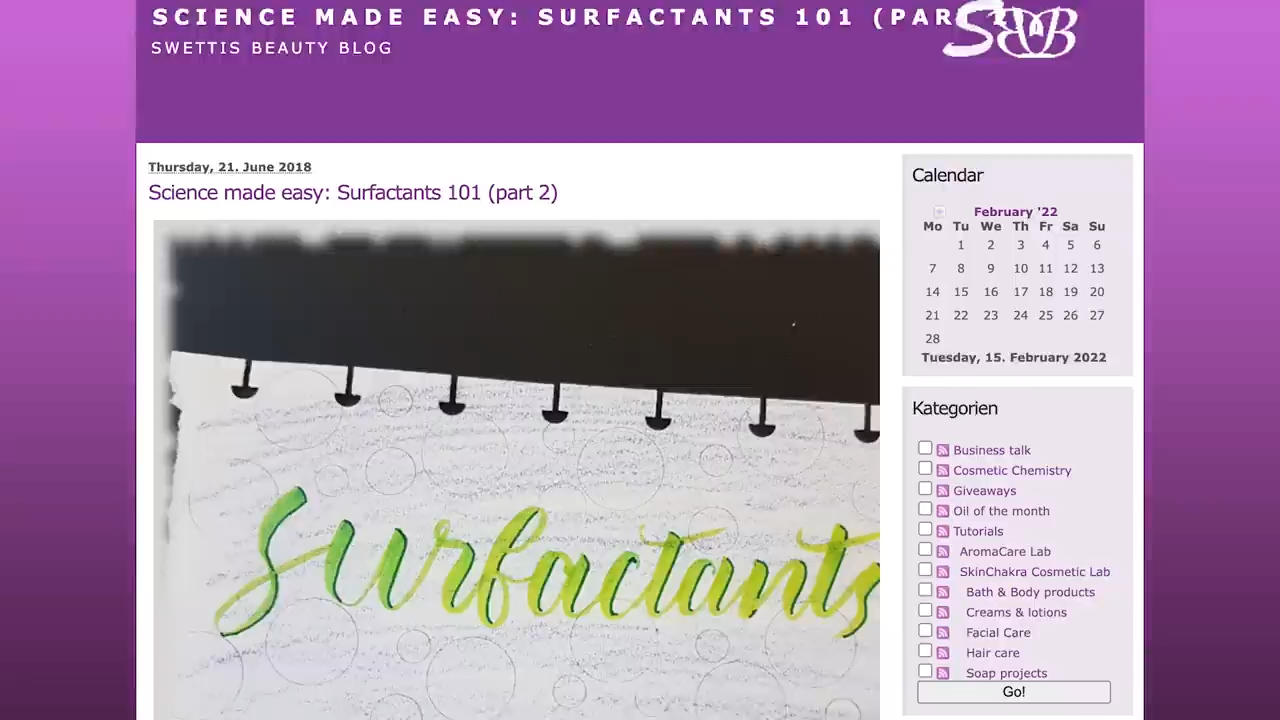 SCIENCE MADE EASY: SURFACTANTS 101 (PAR
SWETTIS BEAUTY BLOG
Thursday, 21. June 2018
Science made easy: Surfactants 101 (part 2)
Surfactants
Calendar
February '22
Mo Tu We Th Fr Sa Su
1 2 3 4 5 6
7 8 9 10 11 12 13
14 15 16 17 18 19 20
21 22 23 24 25 26 27
28
Tuesday, 15. February 2022
Kategorien
Business talk
Cosmetic Chemistry
Giveaways
Oil of the month
Tutorials
AromaCare Lab
SkinChakra Cosmetic Lab
Bath & Body products
Creams & lotions
Facial Care
Hair care
Soap projects
Go!